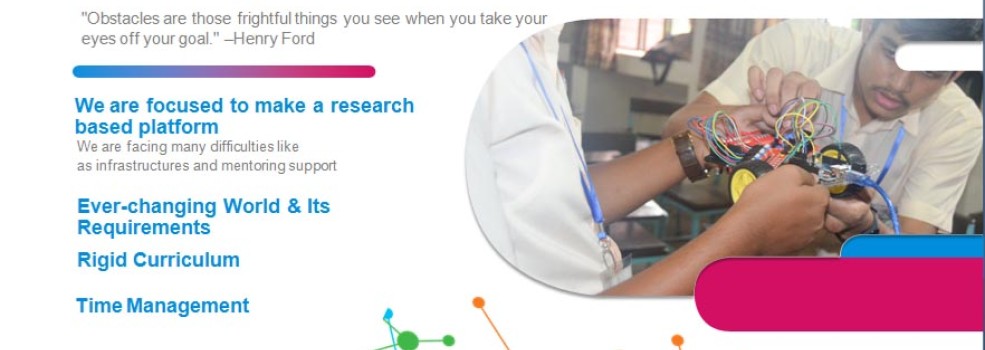 "Obstacles are those frightful things you see when you take your
eyes off your goal." –Henry Ford
We are focused to make a research
based platform
We are facing many difficulties like
as infrastructures and mentoring support
Ever-changing World & Its
Requirements
Rigid Curriculum
Time Management